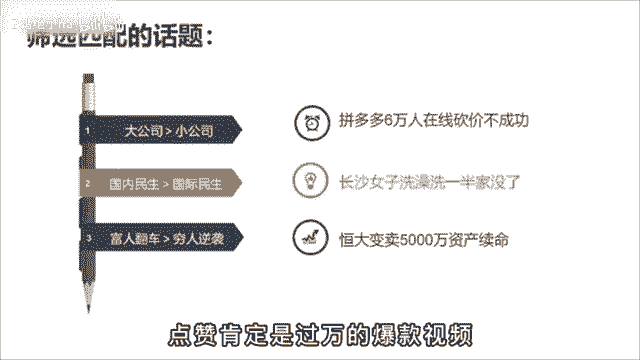 筛选匹配的话题：
1 大公司 > 小公司
拼多多6万人在线砍价不成功
2 国内民生 > 国际民生
长沙女子洗澡洗一半家没了
3 富人翻车 > 穷人逆袭
恒大变卖5000万资产续命
点赞肯定是过万的爆款视频